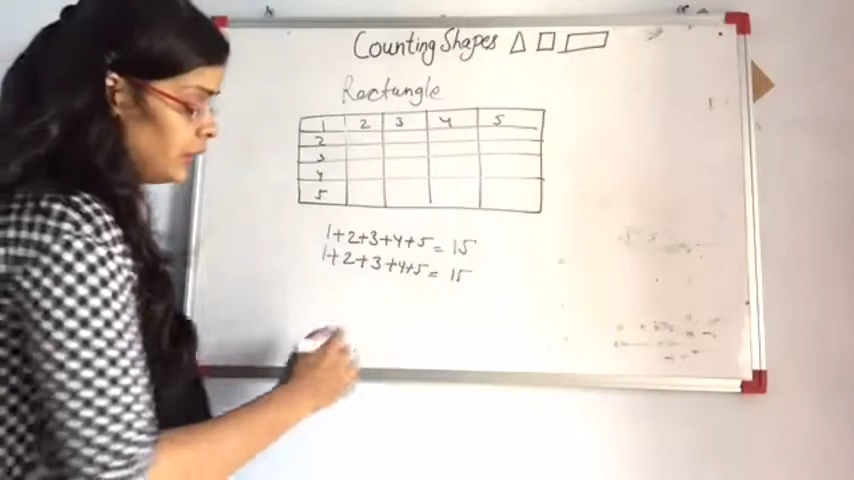 Counting Shapes
Rectangle
1 2 3 4 5
2
3
4
5
1+2+3+4+5 = 15
1+2+3+4+5 = 15